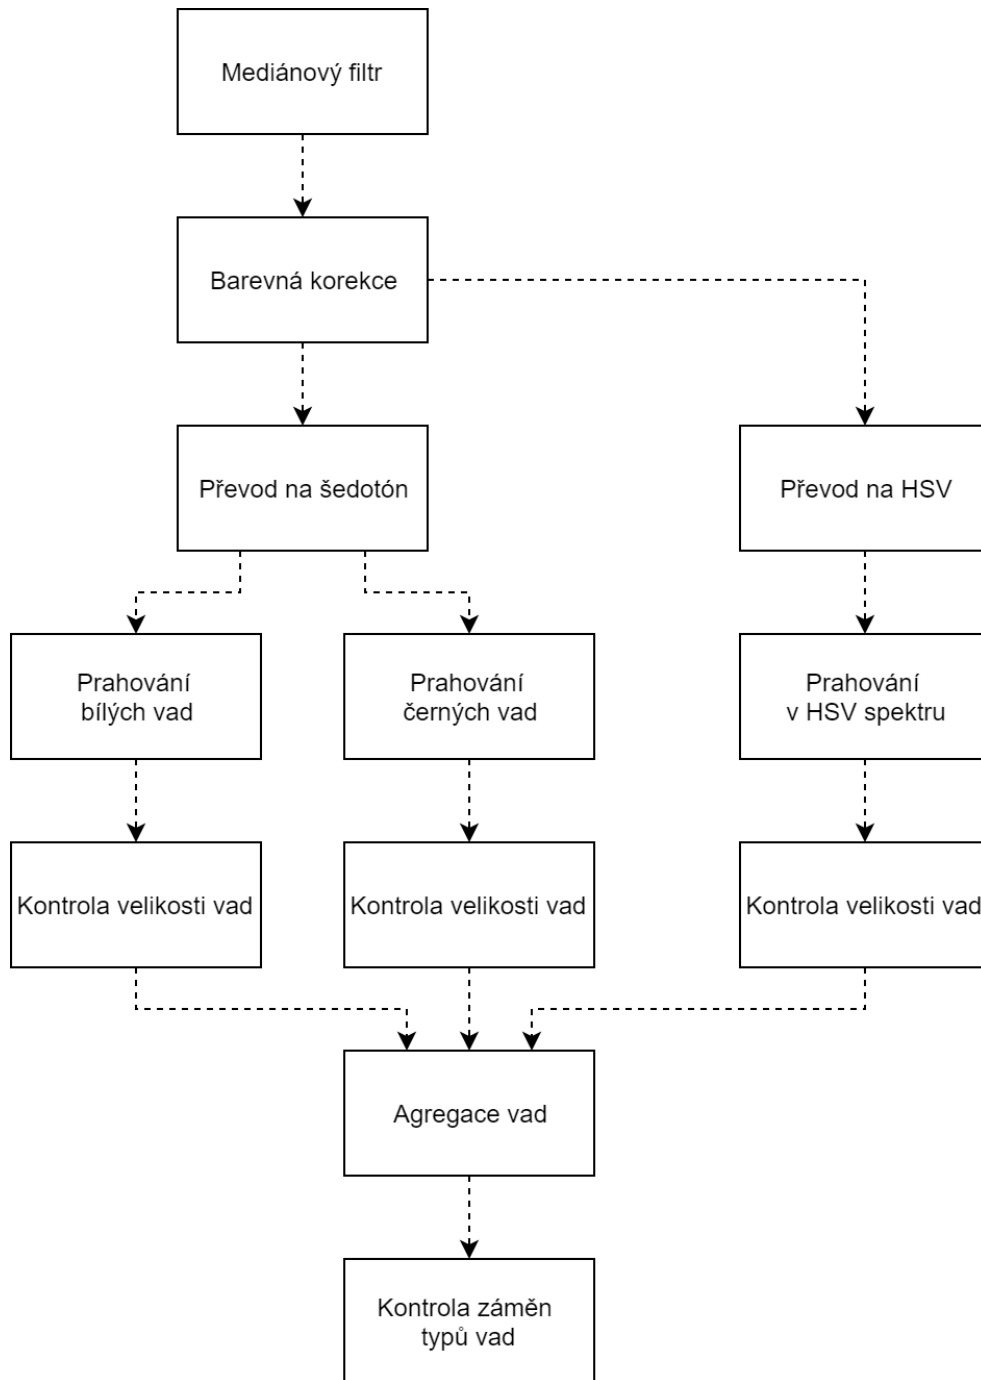 Mediánový filtr
Barevná korekce
Převod na šedotón
Převod na HSV
Prahování
bílých vad
Prahování
černých vad
Prahování
v HSV spektru
Kontrola velikosti vad
Kontrola velikosti vad
Kontrola velikosti vad
Agregace vad
Kontrola záměn
typů vad